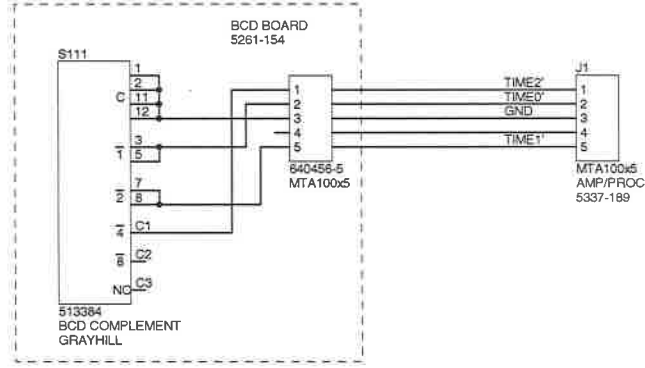 BCD BOARD
5261-154
S111
J1
1
2
C 11
12
3
1 5
7
2 8
4 C1
8 C2
NC C3
513384
BCD COMPLEMENT
GRAYHILL
1
2
3
4
5
640456-5
MTA100x5
TIME2'
TIME0'
GND
TIME1'
1
2
3
4
5
MTA100x5
AMP/PROC
5337-189